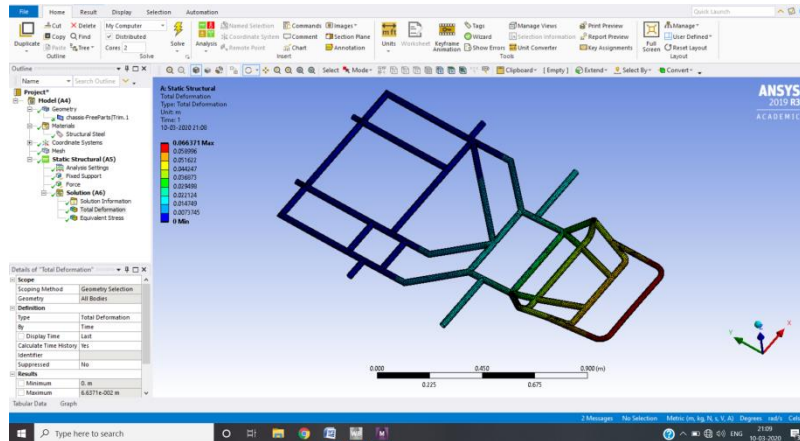 File Home Result Display Selection Automation Quick Launch
Duplicate Cut Delete My Computer Solve Analysis Named Selection Commands Images Units Worksheet Keyframe Animation Tags Manage Views Print Preview Full Screen Manage
Copy Find Distributed Coordinate System Comment Section Plane Wizard Selection Information Report Preview User Defined
Paste Tree Cores 2 Remote Point Chart Annotation Show Errors Unit Converter Key Assignments Reset Layout
Outline Solve Insert Tools Layout
Outline
Name Search Outline
Select Mode Clipboard [ Empty ] Extend Select By Convert
Project*
Model (A4)
Geometry
chassis-FreeParts|Trim.1
Materials
Structural Steel
Coordinate Systems
Mesh
Static Structural (A5)
Analysis Settings
Fixed Support
Force
Solution (A6)
Solution Information
Total Deformation
Equivalent Stress
A: Static Structural
Total Deformation
Type: Total Deformation
Unit: m
Time: 1
10-03-2020 21:08
0.066371 Max
0.058996
0.051622
0.044247
0.036873
0.029498
0.022124
0.014749
0.0073745
0 Min
ANSYS
2019 R3
ACADEMIC
Details of "Total Deformation"
Scope
Scoping Method Geometry Selection
Geometry All Bodies
Definition
Type Total Deformation
By Time
Display Time Last
Calculate Time History Yes
Identifier
Suppressed No
Results
Minimum 0. m
Maximum 6.6371e-002 m
Tabular Data Graph
0.000 0.450 0.900 (m)
0.225 0.675
Y X
2 Messages No Selection Metric (m, kg, N, s, V, A) Degrees rad/s Cels
Type here to search
ENG
21:09
10-03-2020